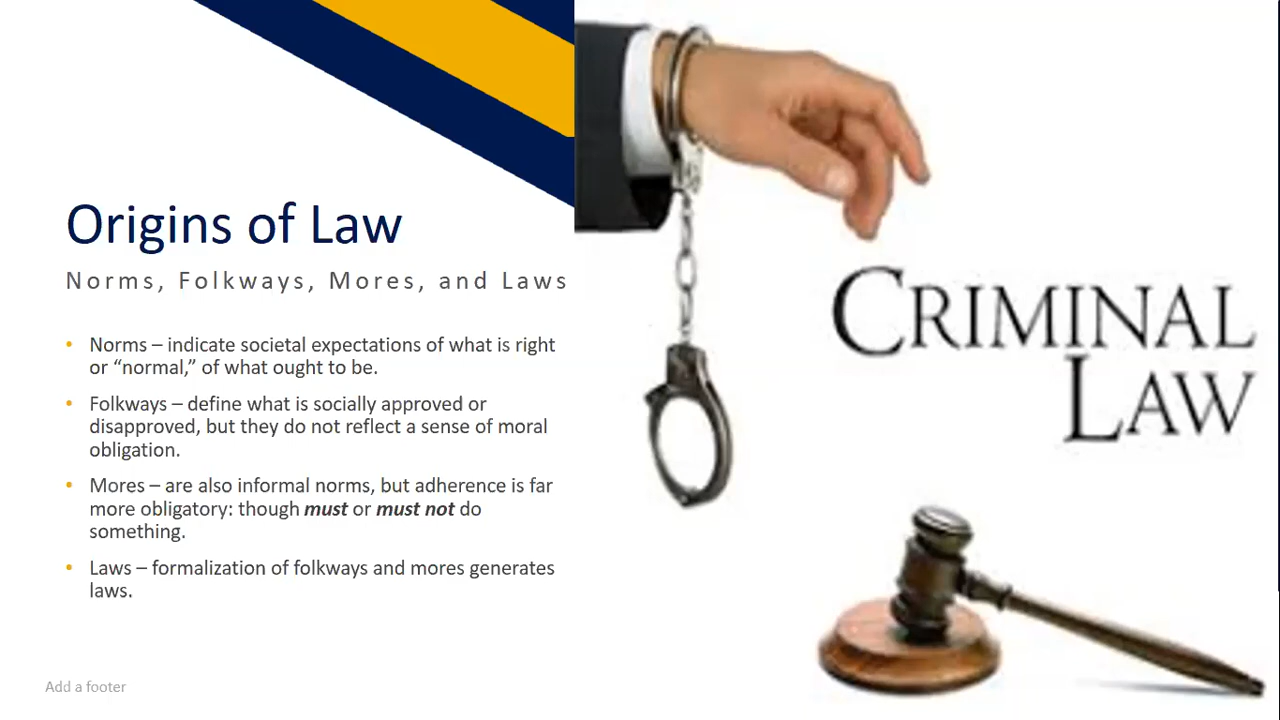 Origins of Law
Norms, Folkways, Mores, and Laws
• Norms – indicate societal expectations of what is right
or “normal,” of what ought to be.
• Folkways – define what is socially approved or
disapproved, but they do not reflect a sense of moral
obligation.
• Mores – are also informal norms, but adherence is far
more obligatory: though must or must not do
something.
• Laws – formalization of folkways and mores generates
laws.
Add a footer
CRIMINAL
LAW